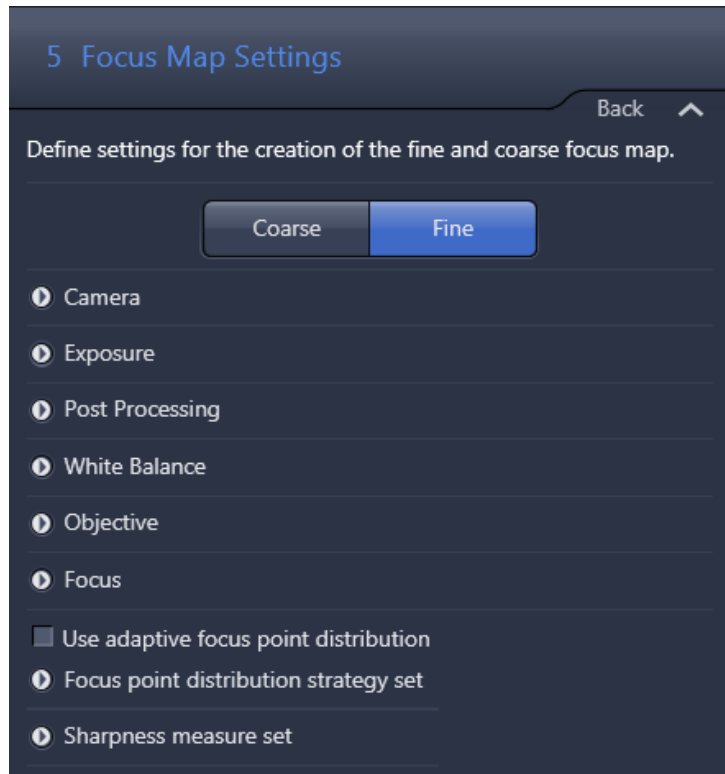 5 Focus Map Settings
Back
Define settings for the creation of the fine and coarse focus map.
Coarse Fine
Camera
Exposure
Post Processing
White Balance
Objective
Focus
Use adaptive focus point distribution
Focus point distribution strategy set
Sharpness measure set